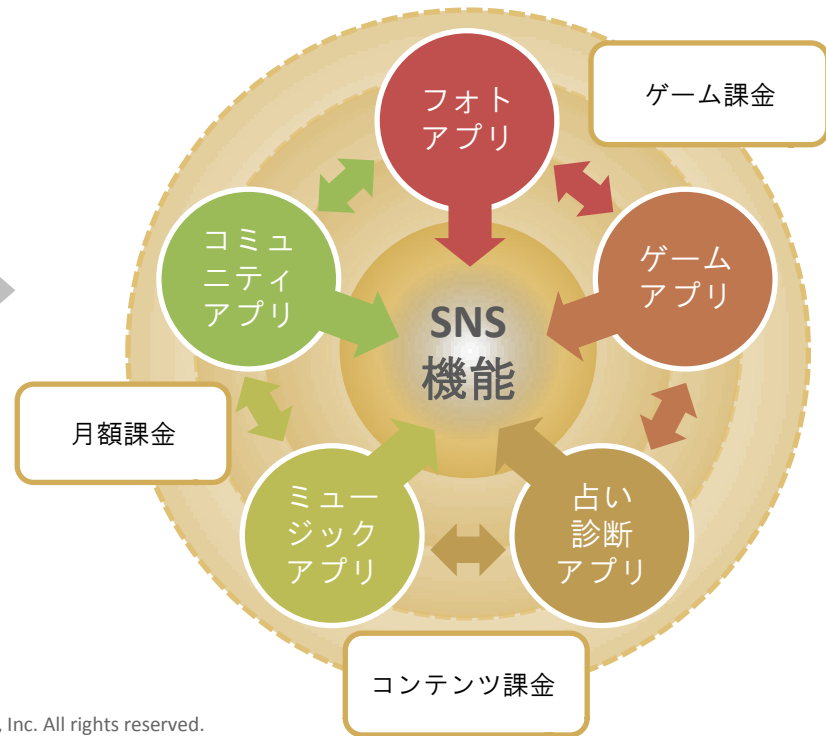 フォト
アプリ
ゲーム課金
コミュ
ニティ
アプリ
ゲーム
アプリ
SNS
機能
月額課金
ミュー
ジック
アプリ
占い
診断
アプリ
コンテンツ課金
, Inc. All rights reserved.